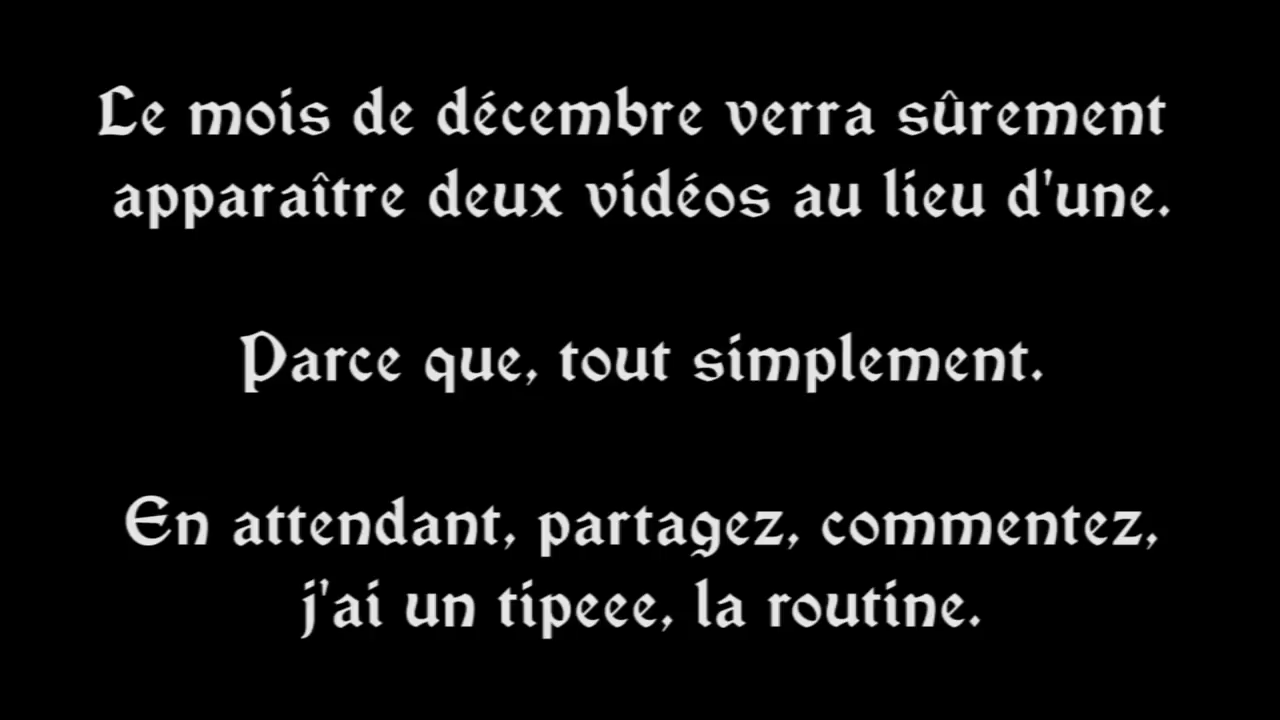 Le mois de décembre verra sûrement
apparaître deux vidéos au lieu d'une.
Parce que, tout simplement.
En attendant, partagez, commentez,
j'ai un tipeee, la routine.